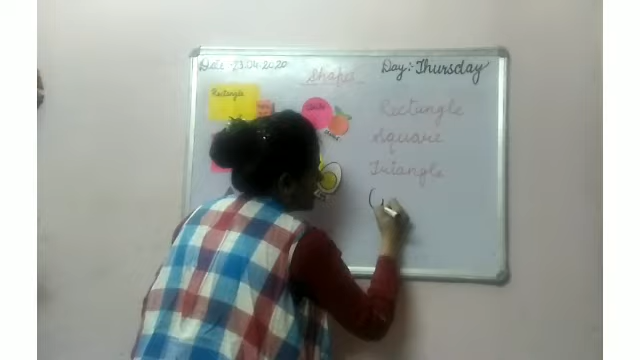 Date :- 23.04.2020
Day:- Thursday
Shapes
Rectangle
Rectangle
Square
Triangle